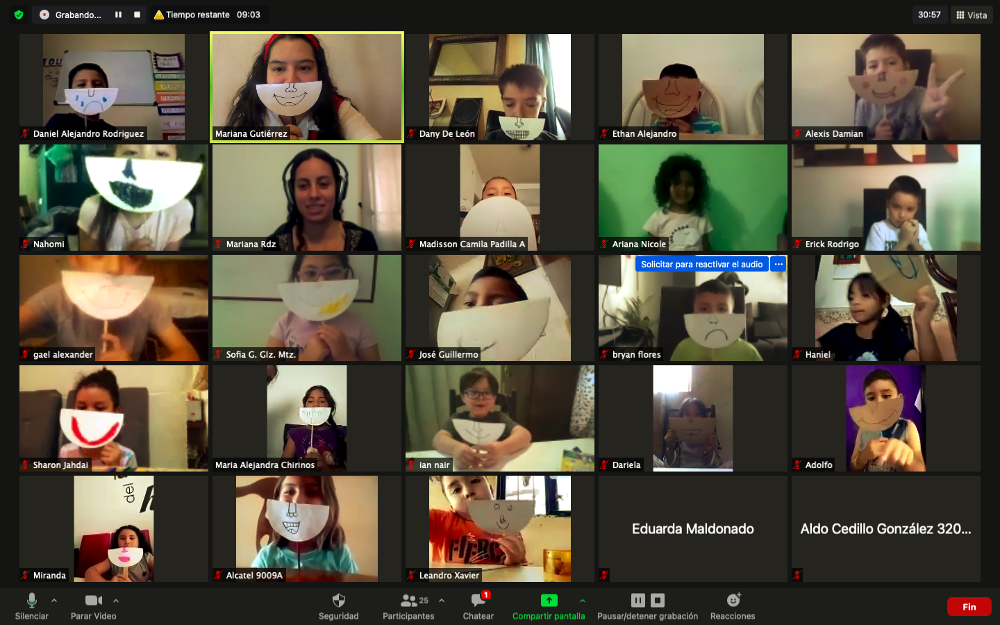 Grabando...
Tiempo restante 09:03
30:57
Vista
Daniel Alejandro Rodriguez
Mariana Gutiérrez
Dany De León
Ethan Alejandro
Alexis Damian
Nahomi
Mariana Rdz
Madisson Camila Padilla A
Ariana Nicole
Erick Rodrigo
Solicitar para reactivar el audio
gael alexander
Sofia G. Glz. Mtz.
José Guillermo
bryan flores
Haniel
Sharon Jahdai
Maria Alejandra Chirinos
ian nair
Dariela
Adolfo
del
Miranda
Alcatel 9009A
FIERCE
Leandro Xavier
Eduarda Maldonado
Aldo Cedillo González 320...
Silenciar
Parar Video
Seguridad
Participantes
25
Chatear
1
Compartir pantalla
Pausar/detener grabación
Reacciones
Fin